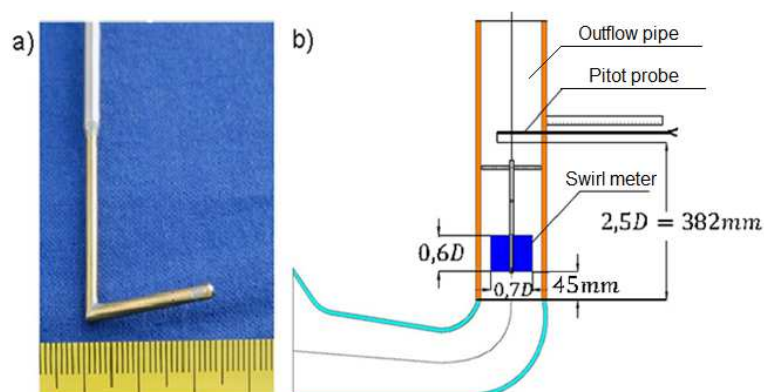 a)
b)
Outflow pipe
Pitot probe
Swirl meter
2,5D = 382mm
0,6D
0,7D
45mm